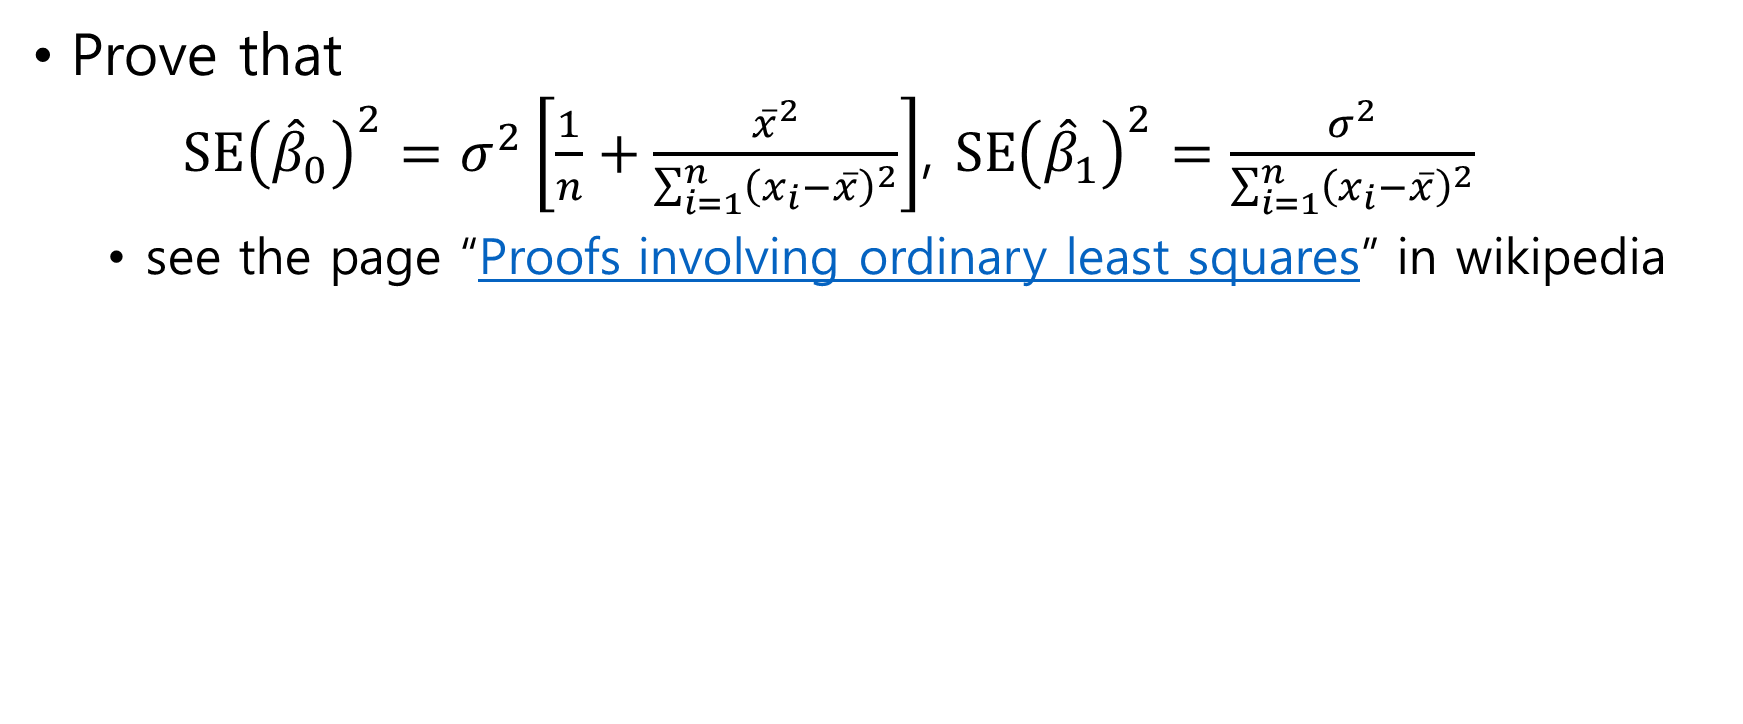 • Prove that
SE(β̂₀)² = σ² [1/n + x̄²/∑ⁿᵢ₌₁(xᵢ−x̄)²], SE(β̂₁)² = σ²/∑ⁿᵢ₌₁(xᵢ−x̄)²
• see the page “Proofs involving ordinary least squares” in wikipedia